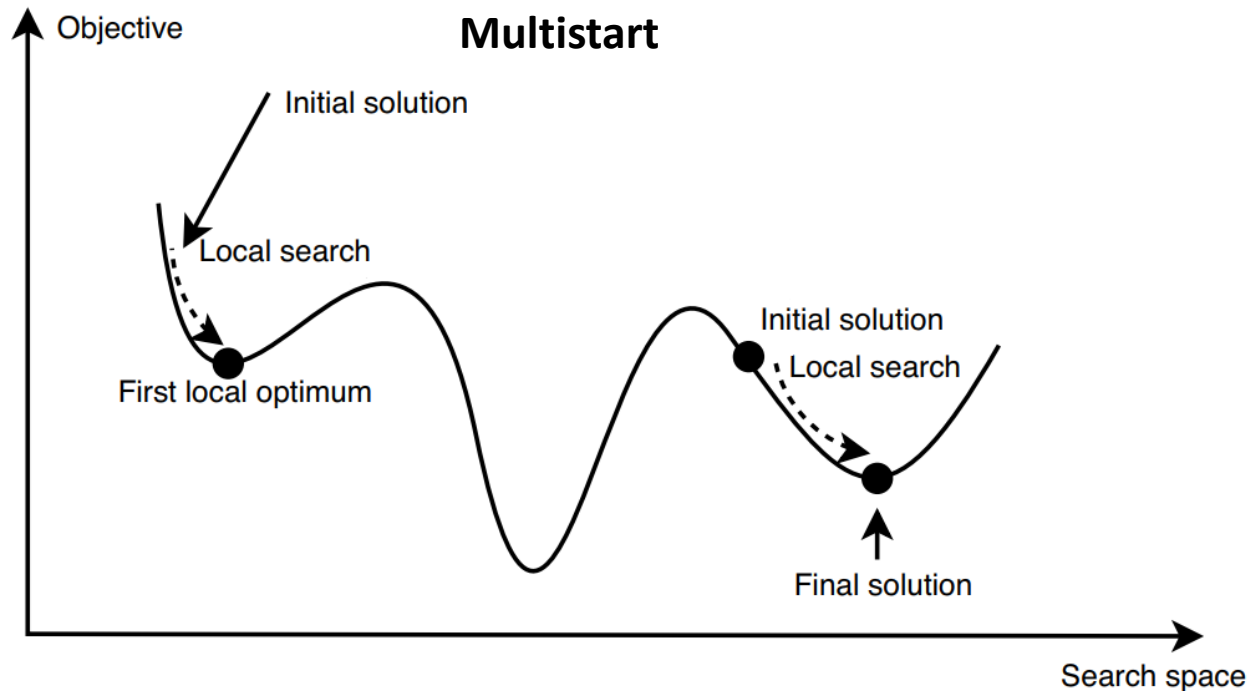 Objective
Multistart
Initial solution
Local search
First local optimum
Initial solution
Local search
Final solution
Search space